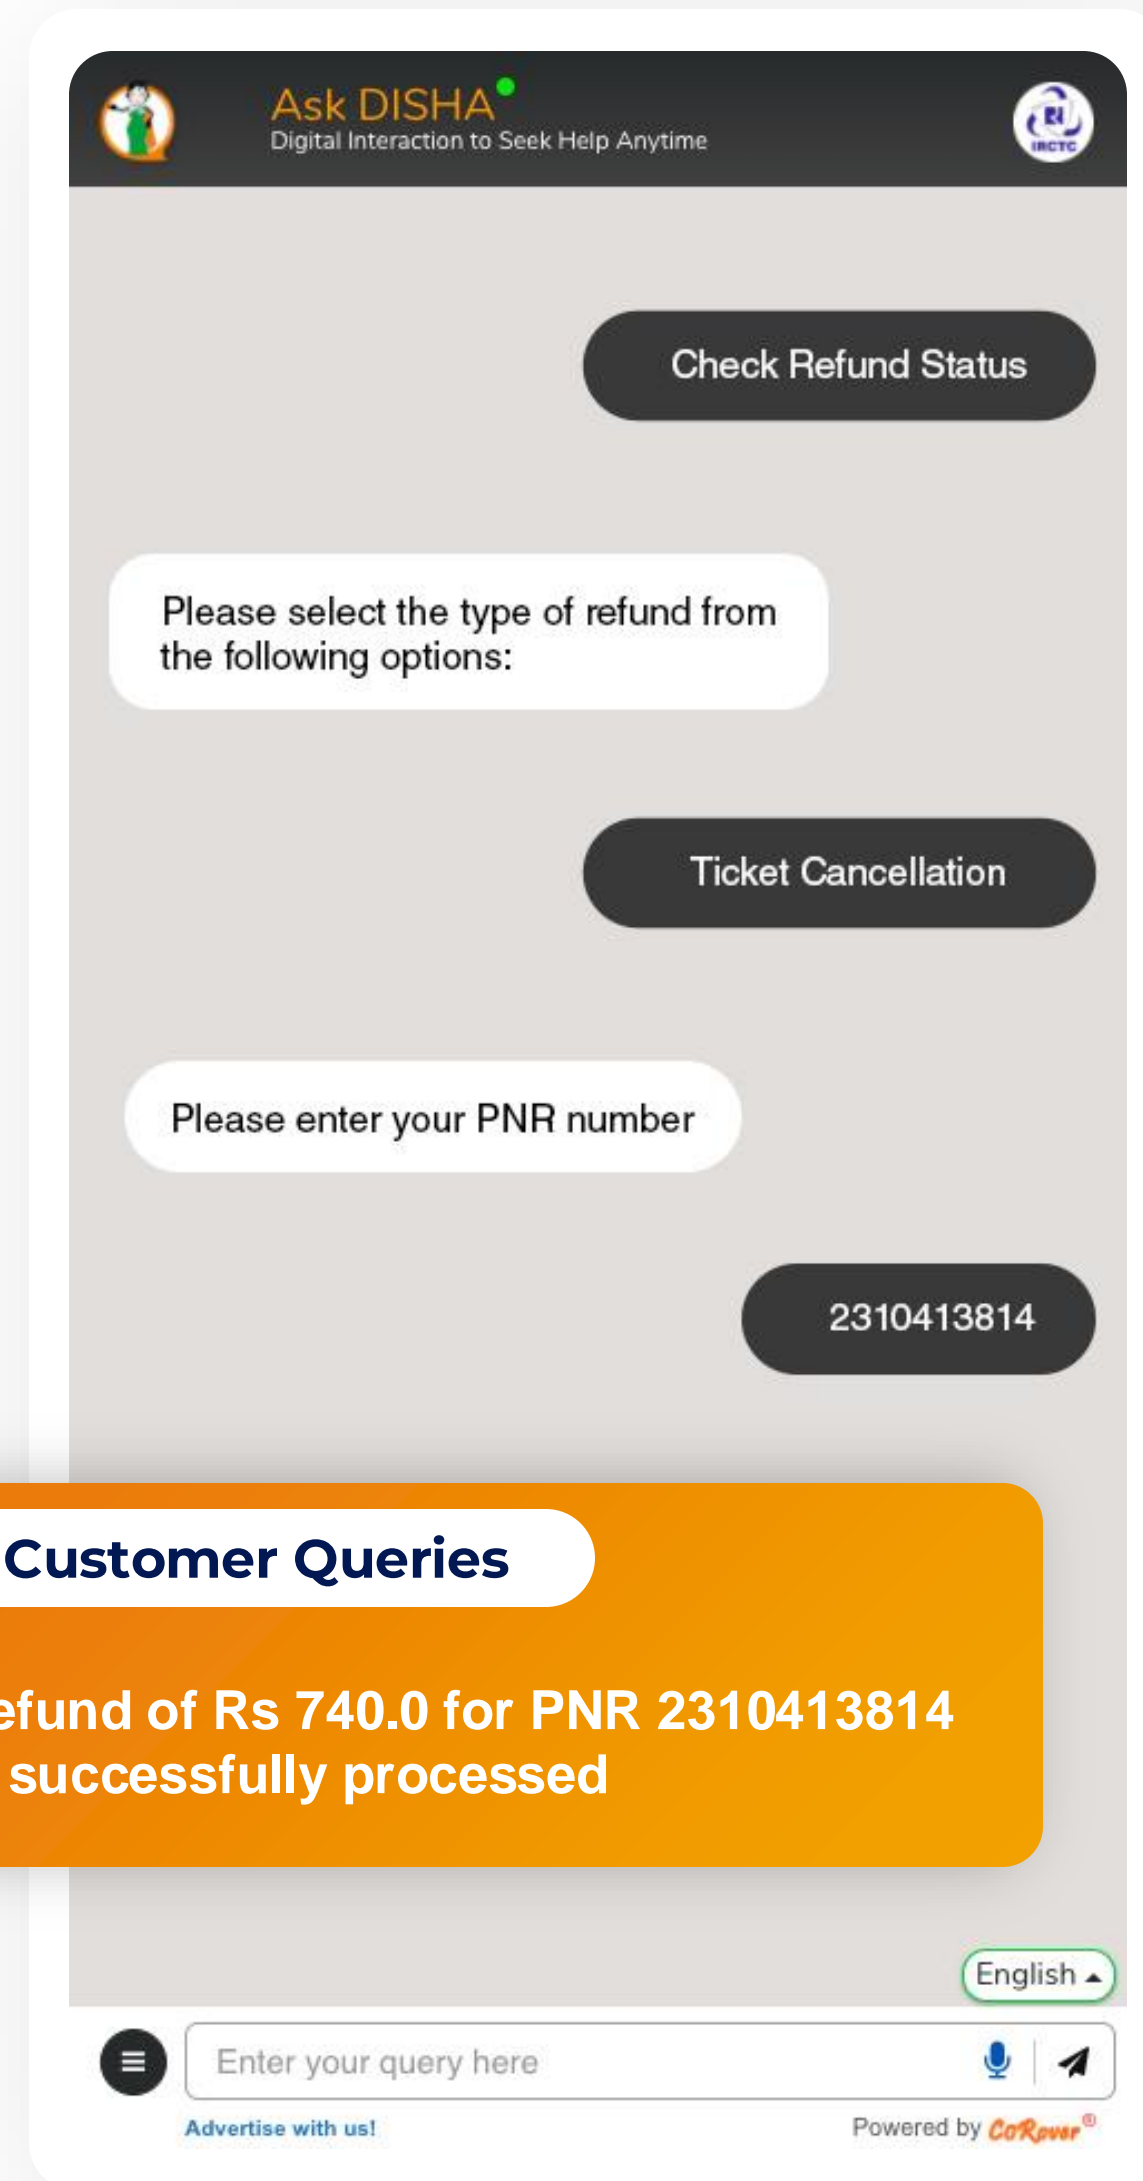 Ask DISHA
Digital Interaction to Seek Help Anytime
IRCTC
Check Refund Status
Please select the type of refund from
the following options:
Ticket Cancellation
Please enter your PNR number
2310413814
Customer Queries
efund of Rs 740.0 for PNR 2310413814
successfully processed
English
Enter your query here
Advertise with us!
Powered by CoRover®